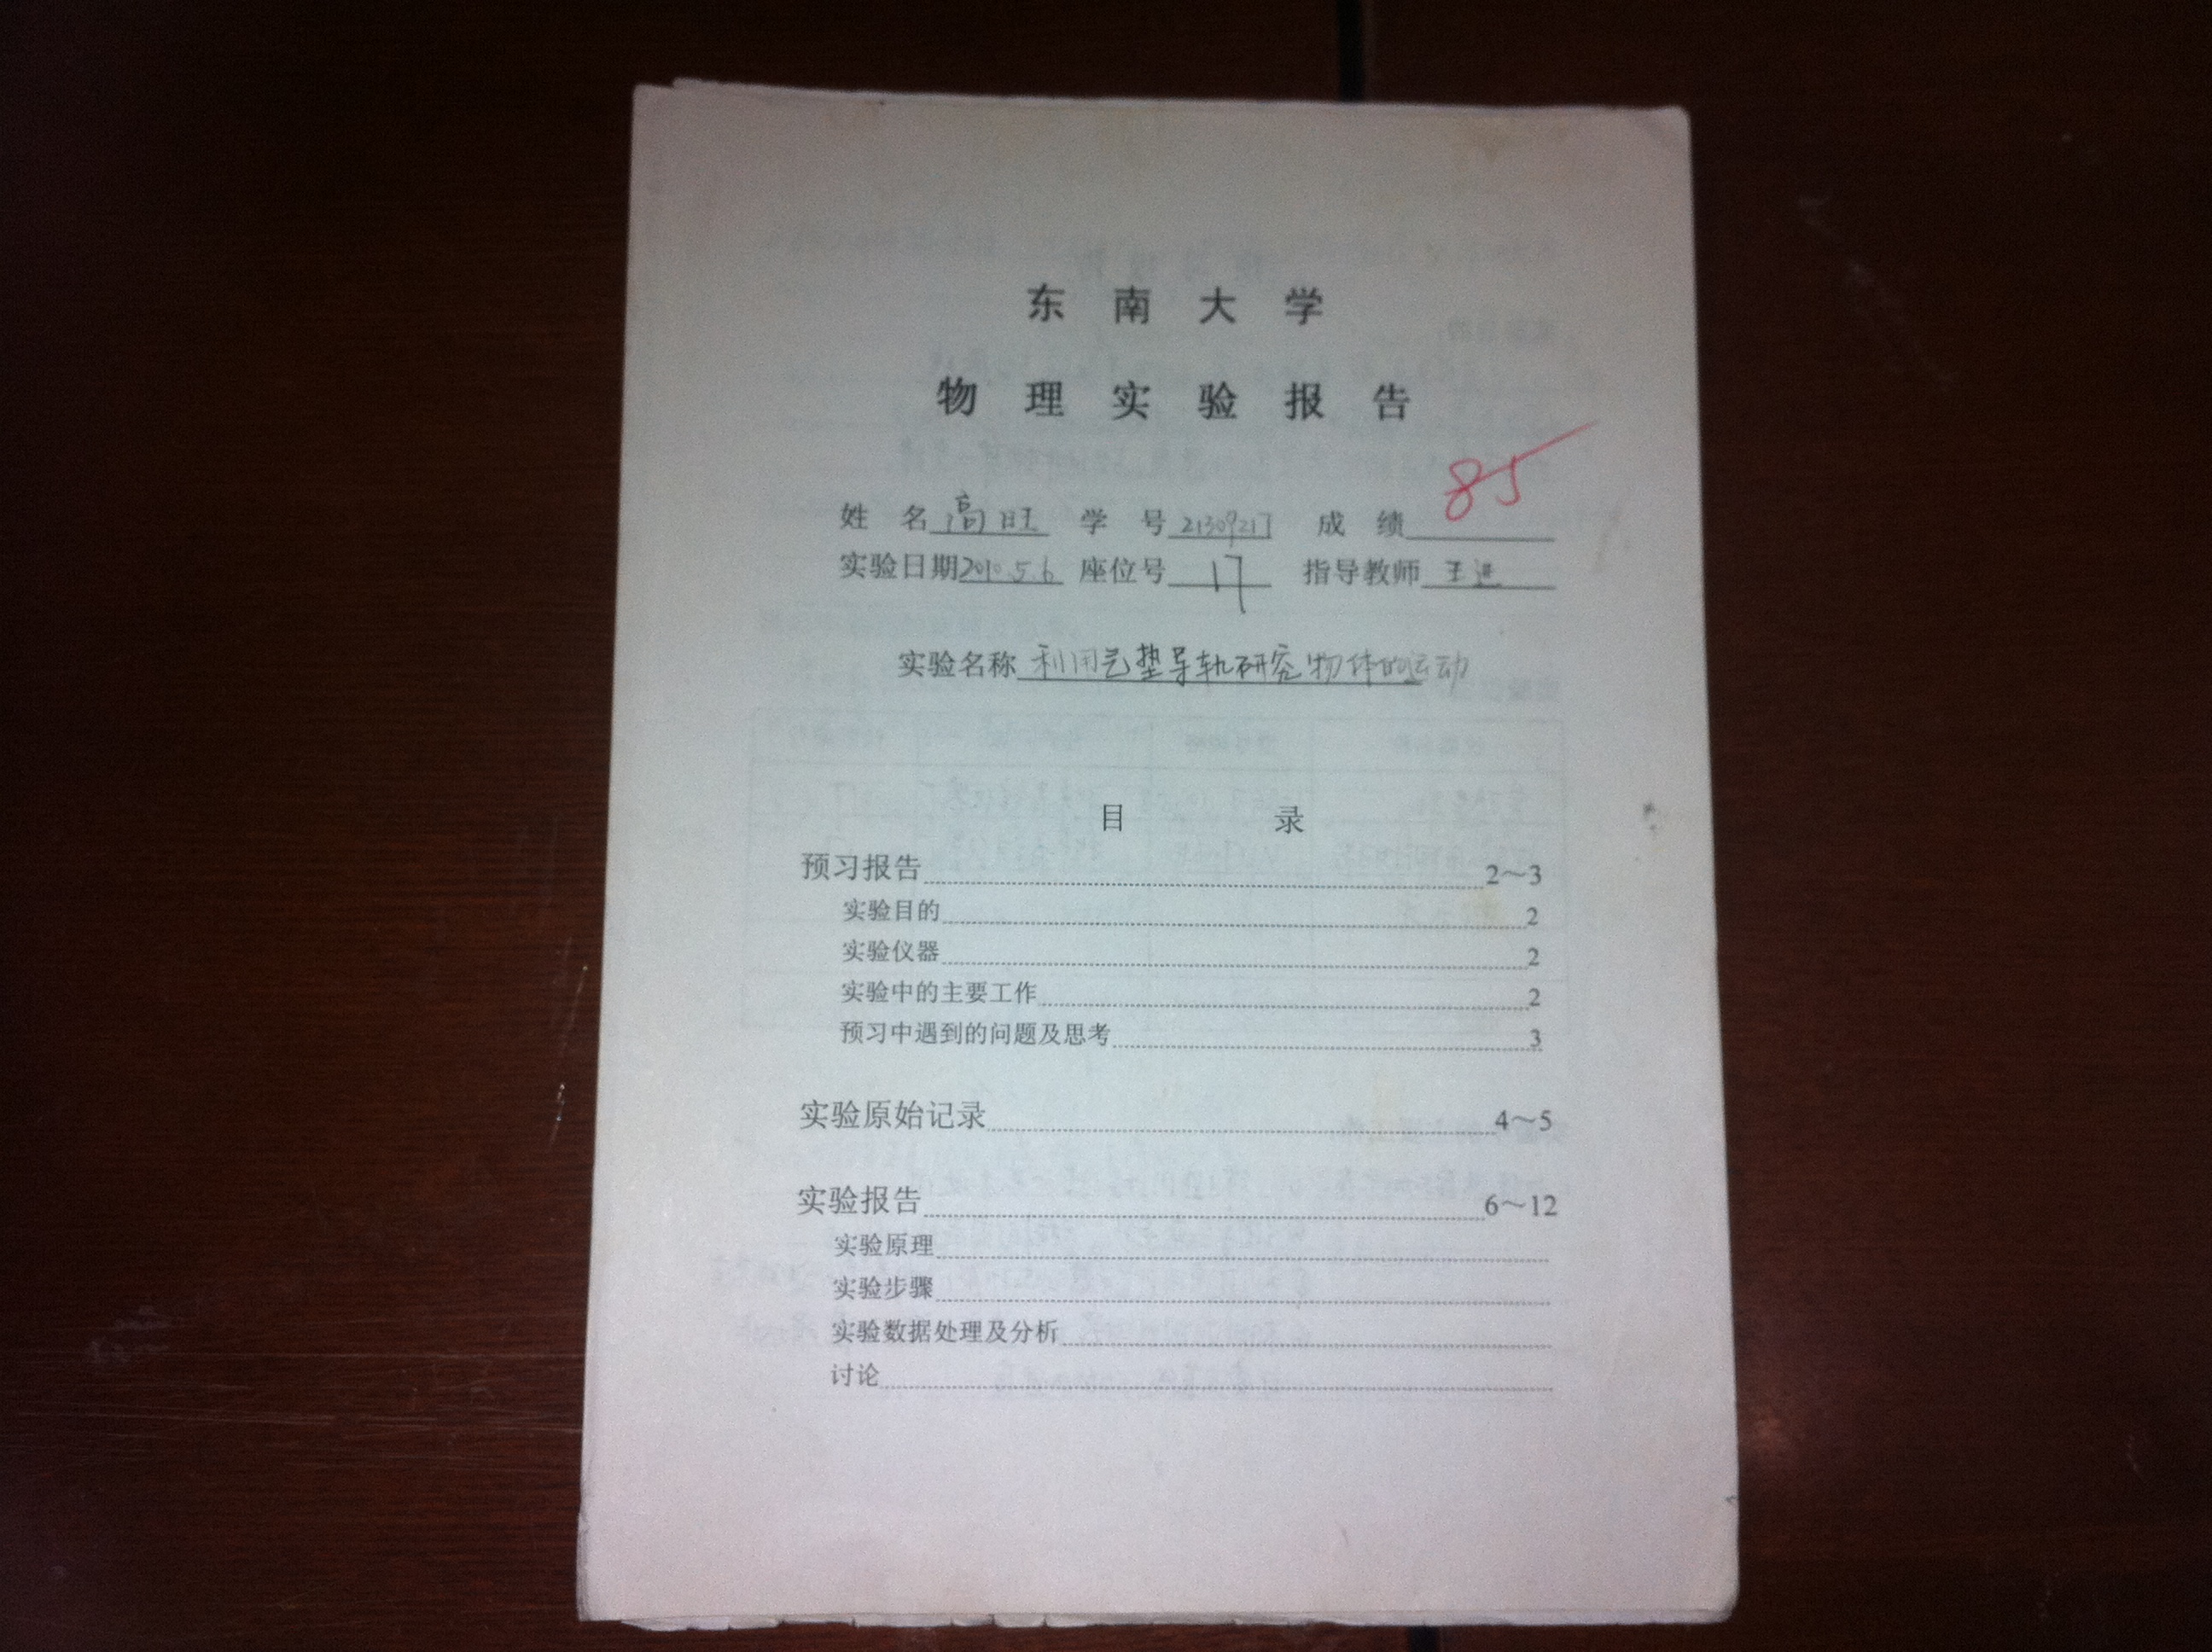 东南大学
物理实验报告
85
姓 名 高旺 学 号 21309217 成 绩
实验日期 2010.5.6 座位号 17 指导教师 王进
实验名称 利用气垫导轨研究物体的运动
目 录
预习报告 2～3
实验目的 2
实验仪器 2
实验中的主要工作 2
预习中遇到的问题及思考 3
实验原始记录 4～5
实验报告 6～12
实验原理
实验步骤
实验数据处理及分析
讨论